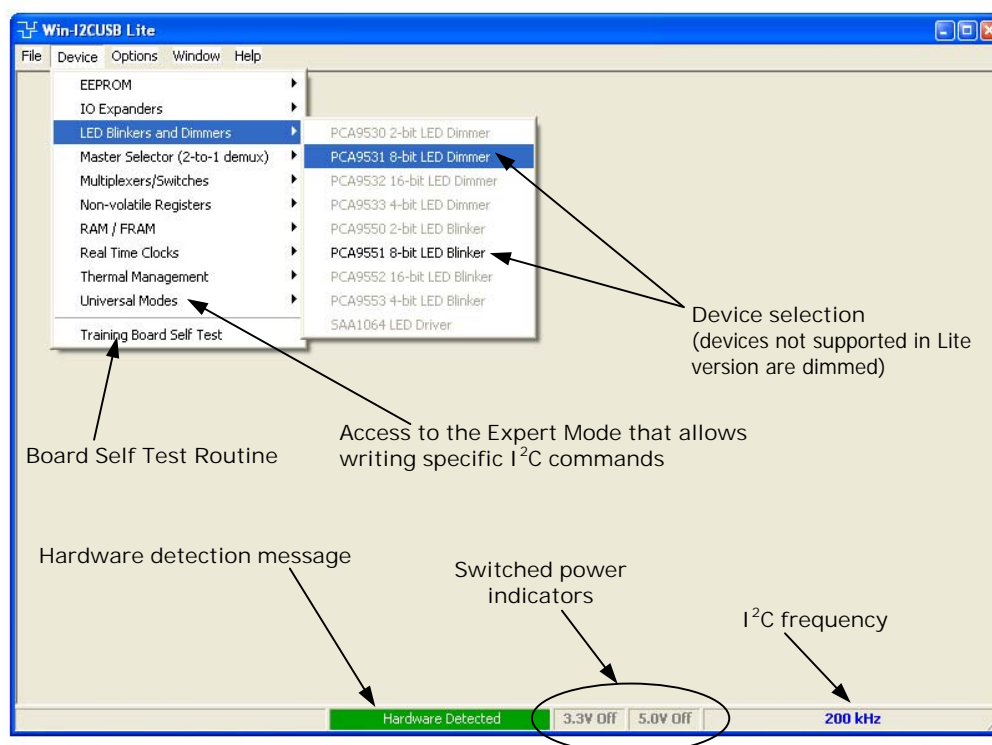 Win-I2CUSB Lite
File Device Options Window Help
EEPROM
IO Expanders
LED Blinkers and Dimmers
Master Selector (2-to-1 demux)
Multiplexers/Switches
Non-volatile Registers
RAM / FRAM
Real Time Clocks
Thermal Management
Universal Modes
Training Board Self Test
PCA9530 2-bit LED Dimmer
PCA9531 8-bit LED Dimmer
PCA9532 16-bit LED Dimmer
PCA9533 4-bit LED Dimmer
PCA9550 2-bit LED Blinker
PCA9551 8-bit LED Blinker
PCA9552 16-bit LED Blinker
PCA9553 4-bit LED Blinker
SAA1064 LED Driver
Device selection
(devices not supported in Lite
version are dimmed)
Access to the Expert Mode that allows
writing specific I²C commands
Board Self Test Routine
Hardware detection message
Switched power
indicators
I²C frequency
Hardware Detected 3.3V Off 5.0V Off 200 kHz